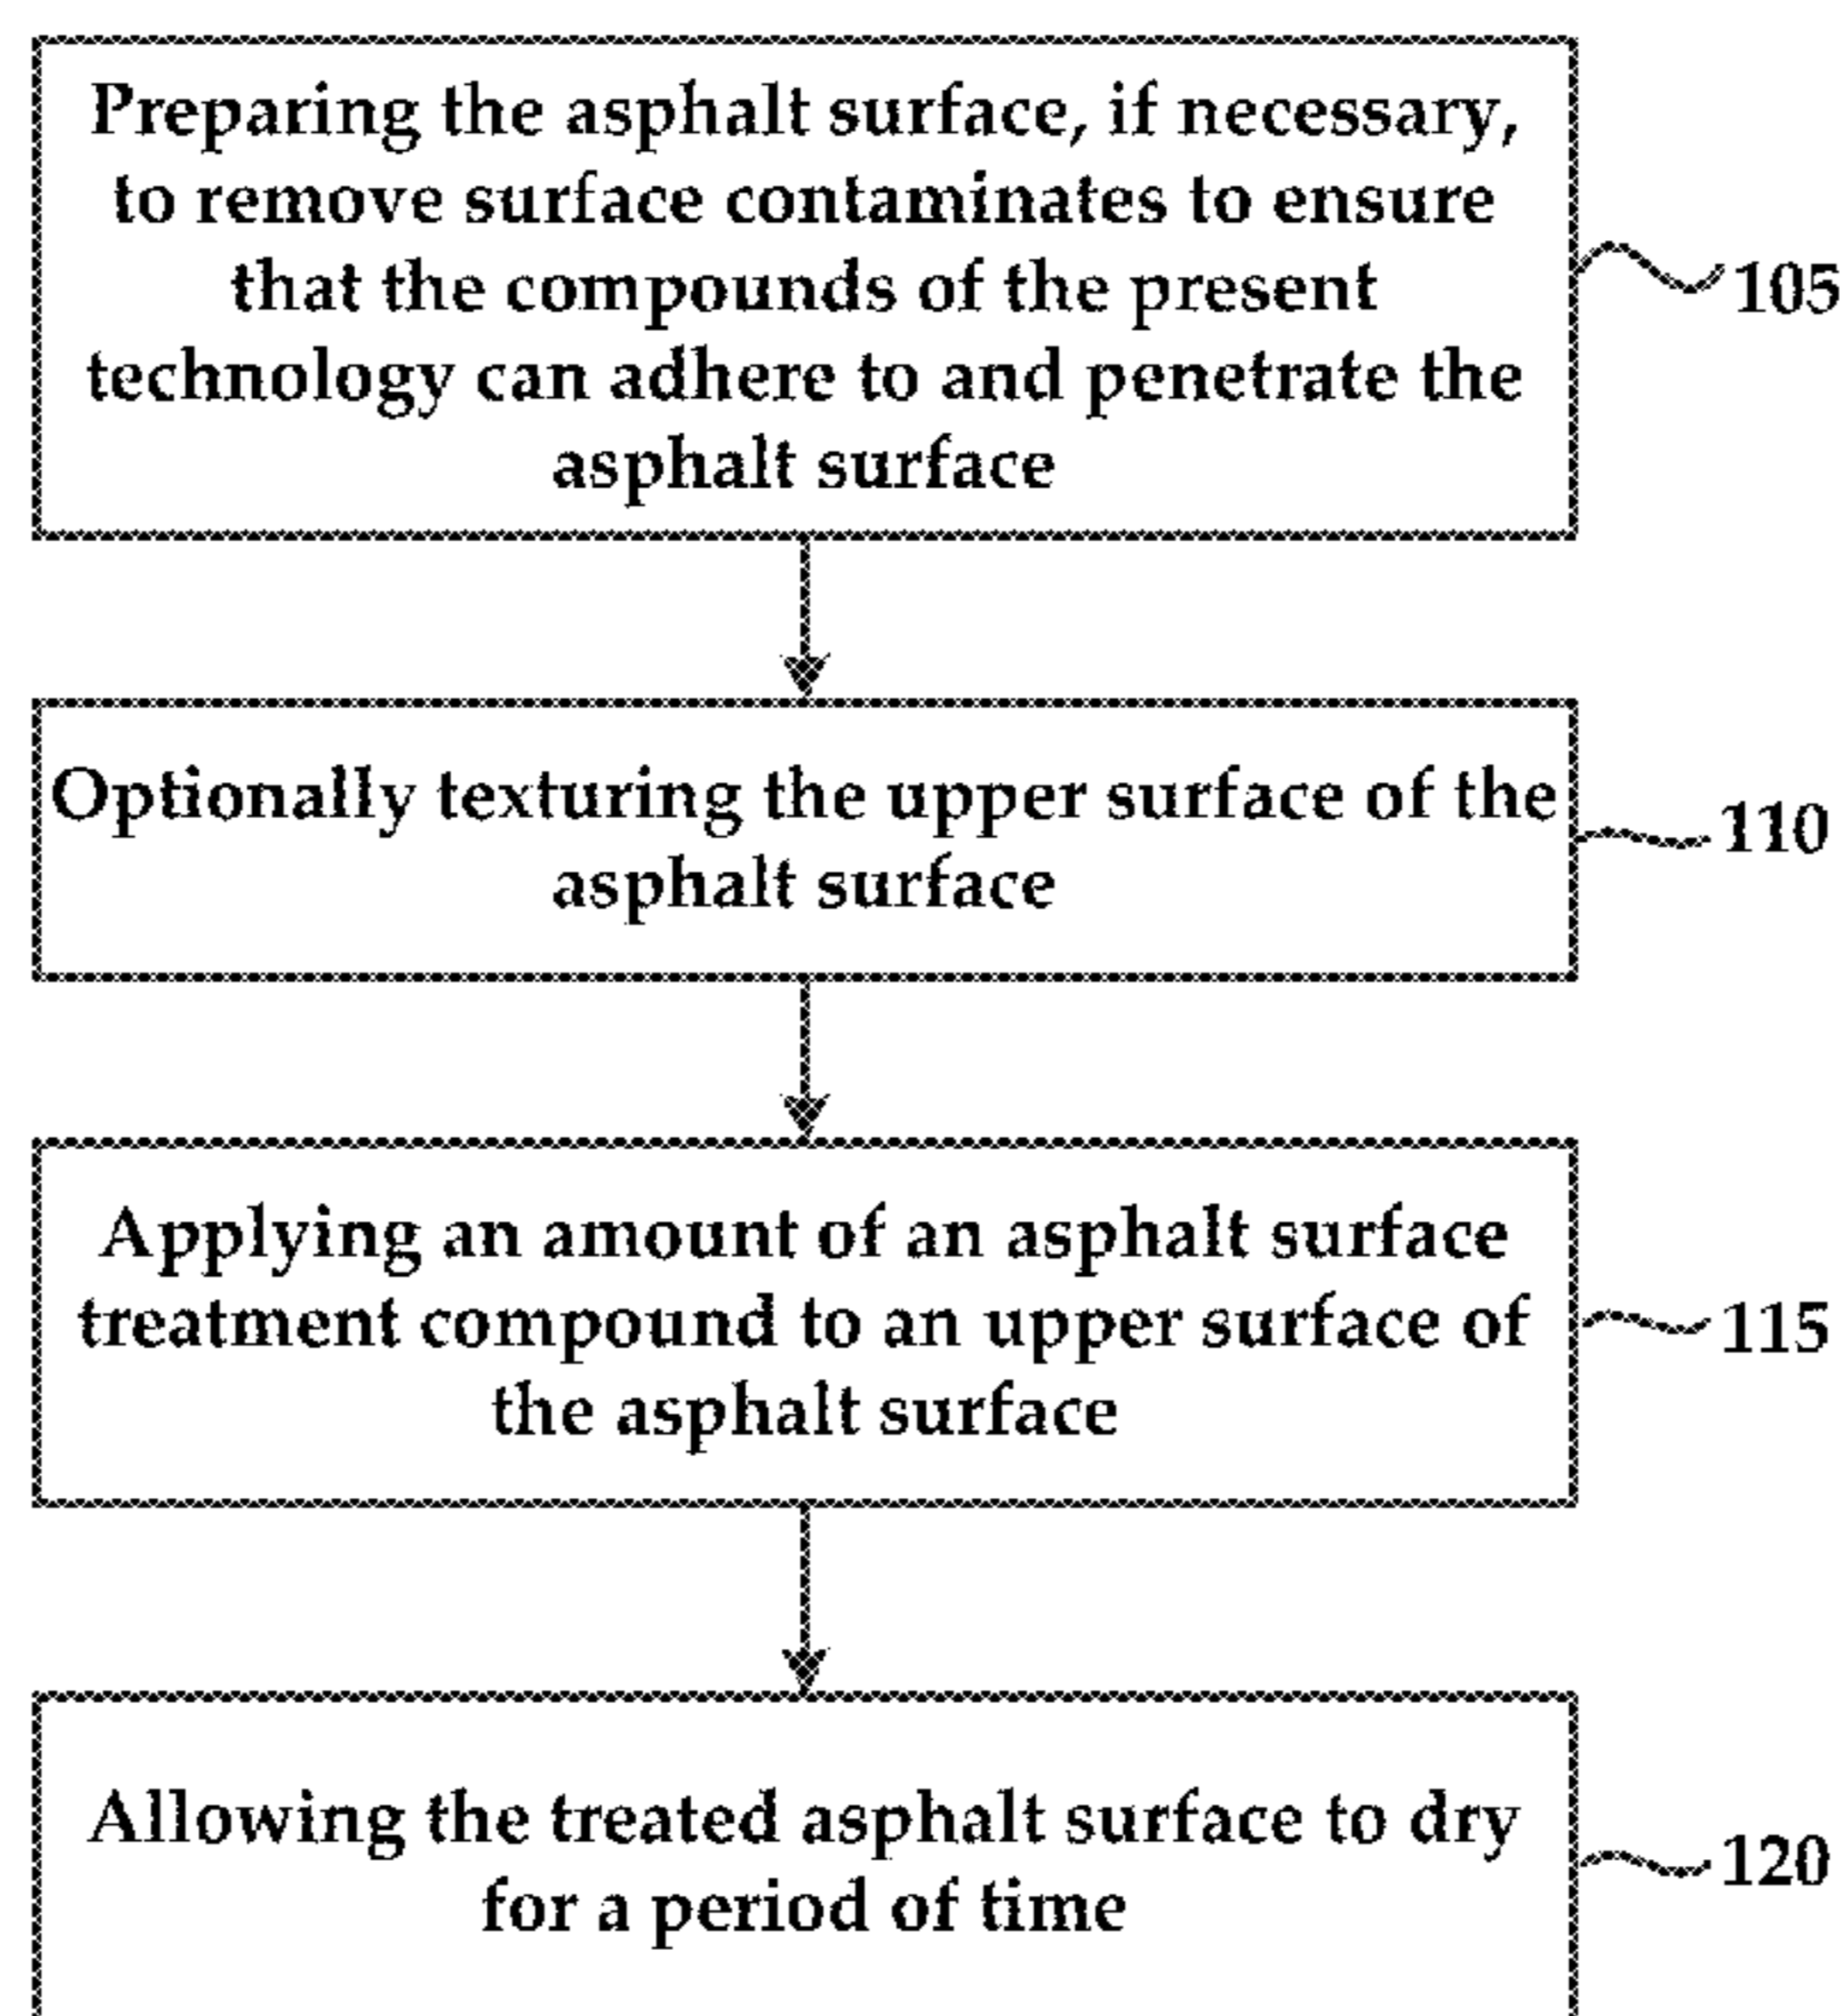 Preparing the asphalt surface, if necessary,
to remove surface contaminates to ensure
that the compounds of the present
technology can adhere to and penetrate the
asphalt surface
105
Optionally texturing the upper surface of the
asphalt surface
110
Applying an amount of an asphalt surface
treatment compound to an upper surface of
the asphalt surface
115
Allowing the treated asphalt surface to dry
for a period of time
120